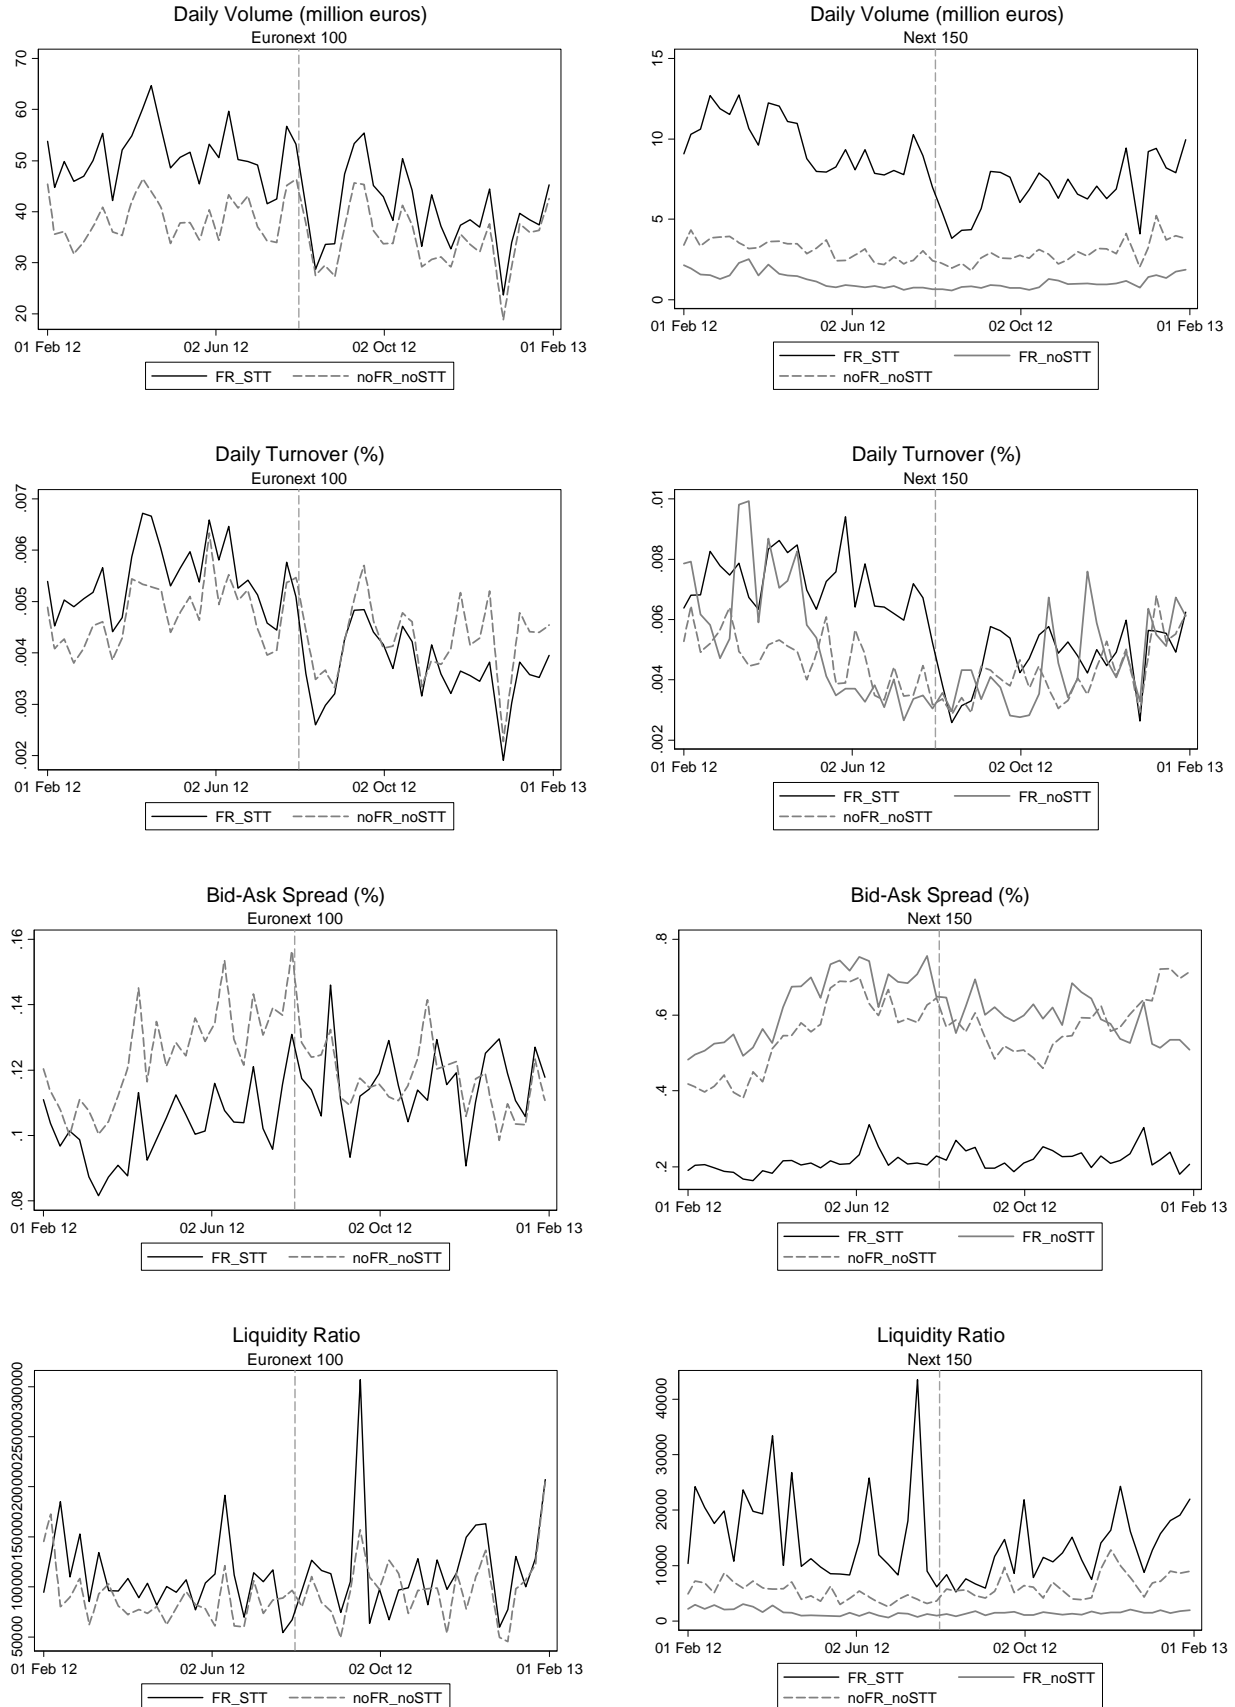 Daily Volume (million euros)
Euronext 100
70
60
50
40
30
20
01 Feb 12 02 Jun 12 02 Oct 12 01 Feb 13
FR_STT noFR_noSTT
Daily Volume (million euros)
Next 150
15
10
5
0
01 Feb 12 02 Jun 12 02 Oct 12 01 Feb 13
FR_STT FR_noSTT
noFR_noSTT
Daily Turnover (%)
Euronext 100
.007
.006
.005
.004
.003
.002
01 Feb 12 02 Jun 12 02 Oct 12 01 Feb 13
FR_STT noFR_noSTT
Daily Turnover (%)
Next 150
.01
.008
.006
.004
.002
01 Feb 12 02 Jun 12 02 Oct 12 01 Feb 13
FR_STT FR_noSTT
noFR_noSTT
Bid-Ask Spread (%)
Euronext 100
.16
.14
.12
.1
.08
01 Feb 12 02 Jun 12 02 Oct 12 01 Feb 13
FR_STT noFR_noSTT
Bid-Ask Spread (%)
Next 150
.8
.6
.4
.2
01 Feb 12 02 Jun 12 02 Oct 12 01 Feb 13
FR_STT FR_noSTT
noFR_noSTT
Liquidity Ratio
Euronext 100
300000
250000
200000
150000
100000
50000
01 Feb 12 02 Jun 12 02 Oct 12 01 Feb 13
FR_STT noFR_noSTT
Liquidity Ratio
Next 150
40000
30000
20000
10000
0
01 Feb 12 02 Jun 12 02 Oct 12 01 Feb 13
FR_STT FR_noSTT
noFR_noSTT